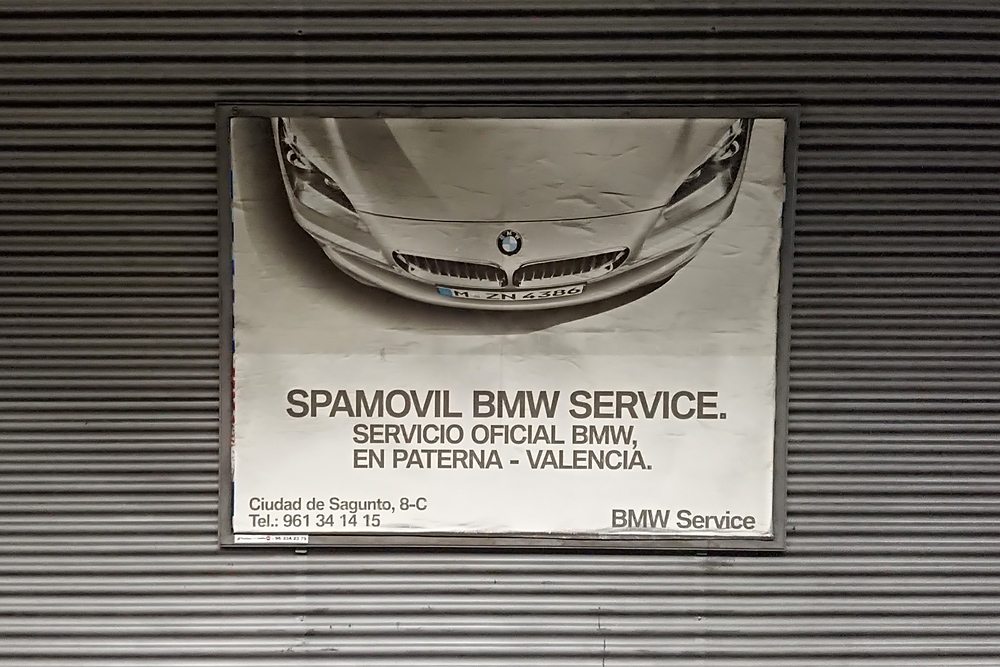 BMW
M-ZN 4386
SPAMOVIL BMW SERVICE.
SERVICIO OFICIAL BMW,
EN PATERNA - VALENCIA.
Ciudad de Sagunto, 8-C
Tel.: 961 34 14 15
BMW Service